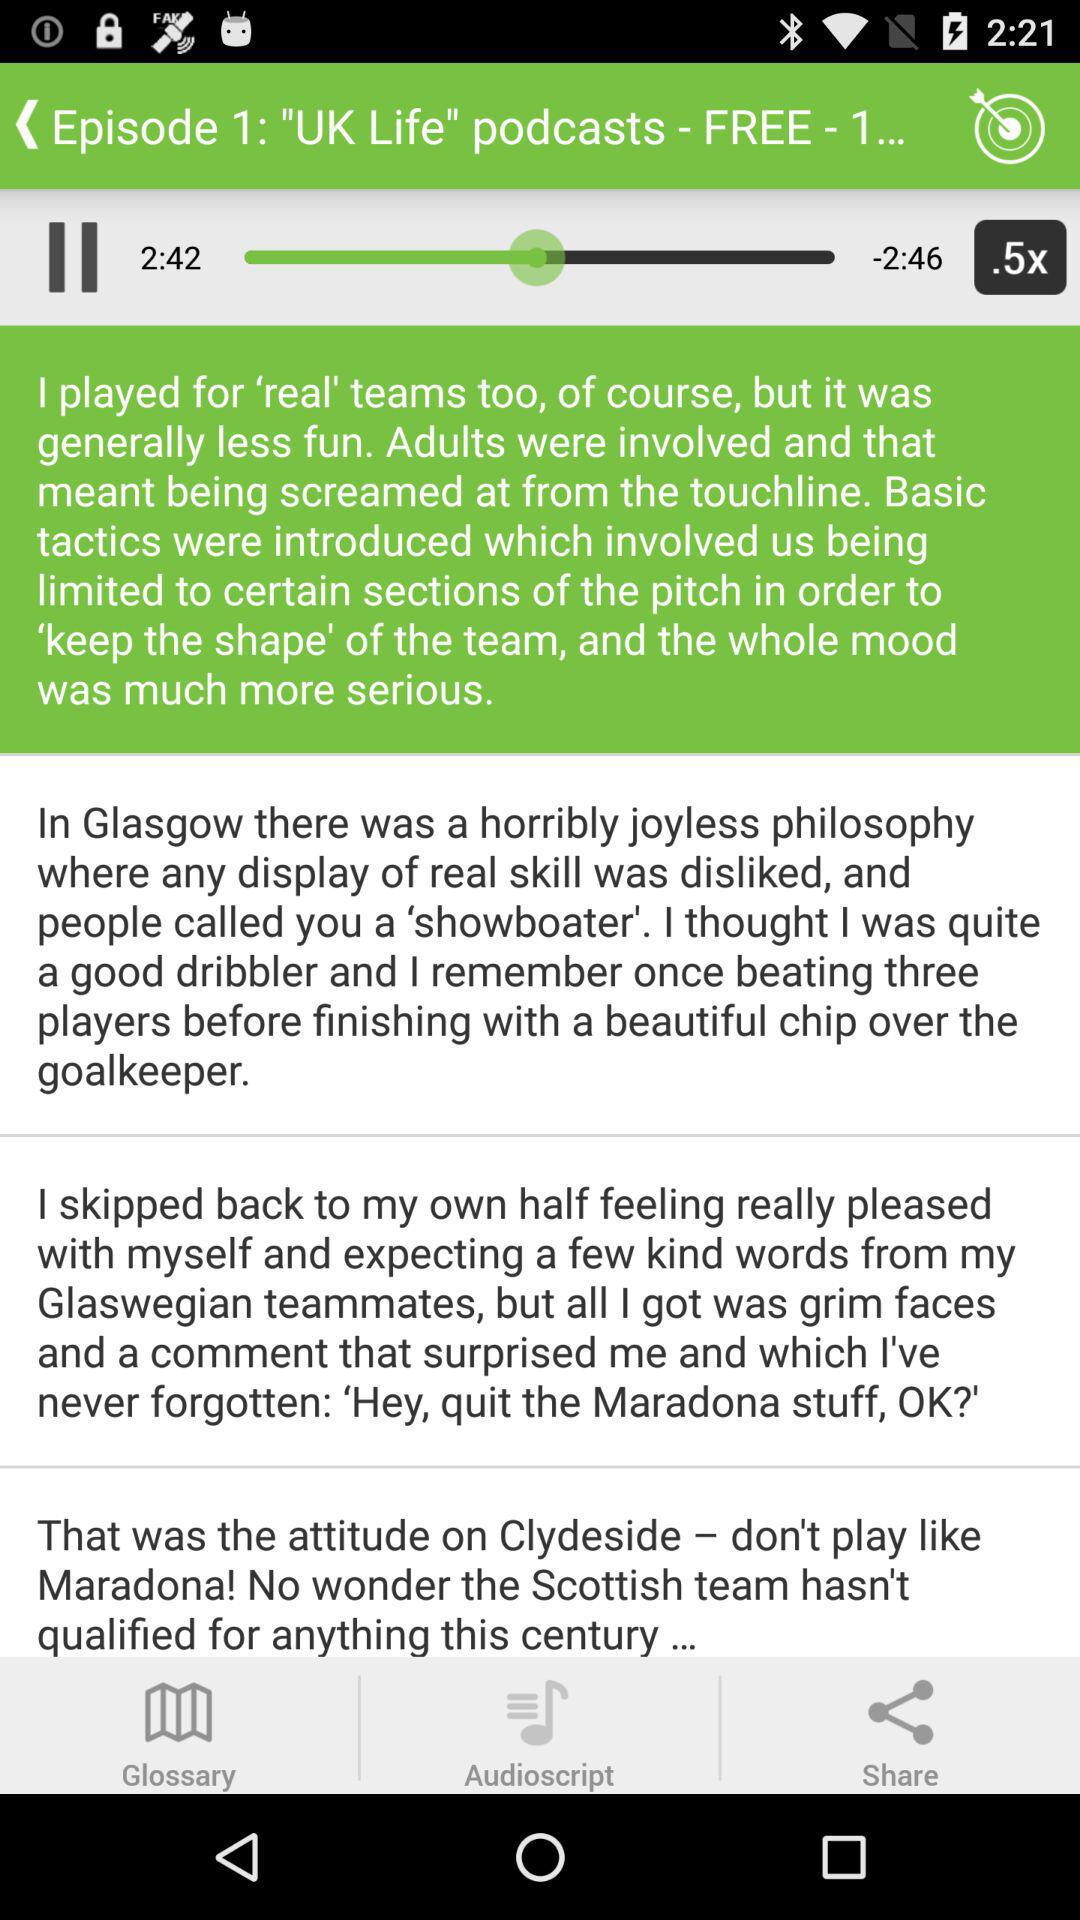 FAKE
2:21
Episode 1: "UK Life" podcasts - FREE - 1...
2:42
-2:46
.5x
I played for ‘real' teams too, of course, but it was
generally less fun. Adults were involved and that
meant being screamed at from the touchline. Basic
tactics were introduced which involved us being
limited to certain sections of the pitch in order to
‘keep the shape' of the team, and the whole mood
was much more serious.
In Glasgow there was a horribly joyless philosophy
where any display of real skill was disliked, and
people called you a ‘showboater'. I thought I was quite
a good dribbler and I remember once beating three
players before finishing with a beautiful chip over the
goalkeeper.
I skipped back to my own half feeling really pleased
with myself and expecting a few kind words from my
Glaswegian teammates, but all I got was grim faces
and a comment that surprised me and which I've
never forgotten: ‘Hey, quit the Maradona stuff, OK?'
That was the attitude on Clydeside – don't play like
Maradona! No wonder the Scottish team hasn't
qualified for anything this century ...
Glossary
Audioscript
Share